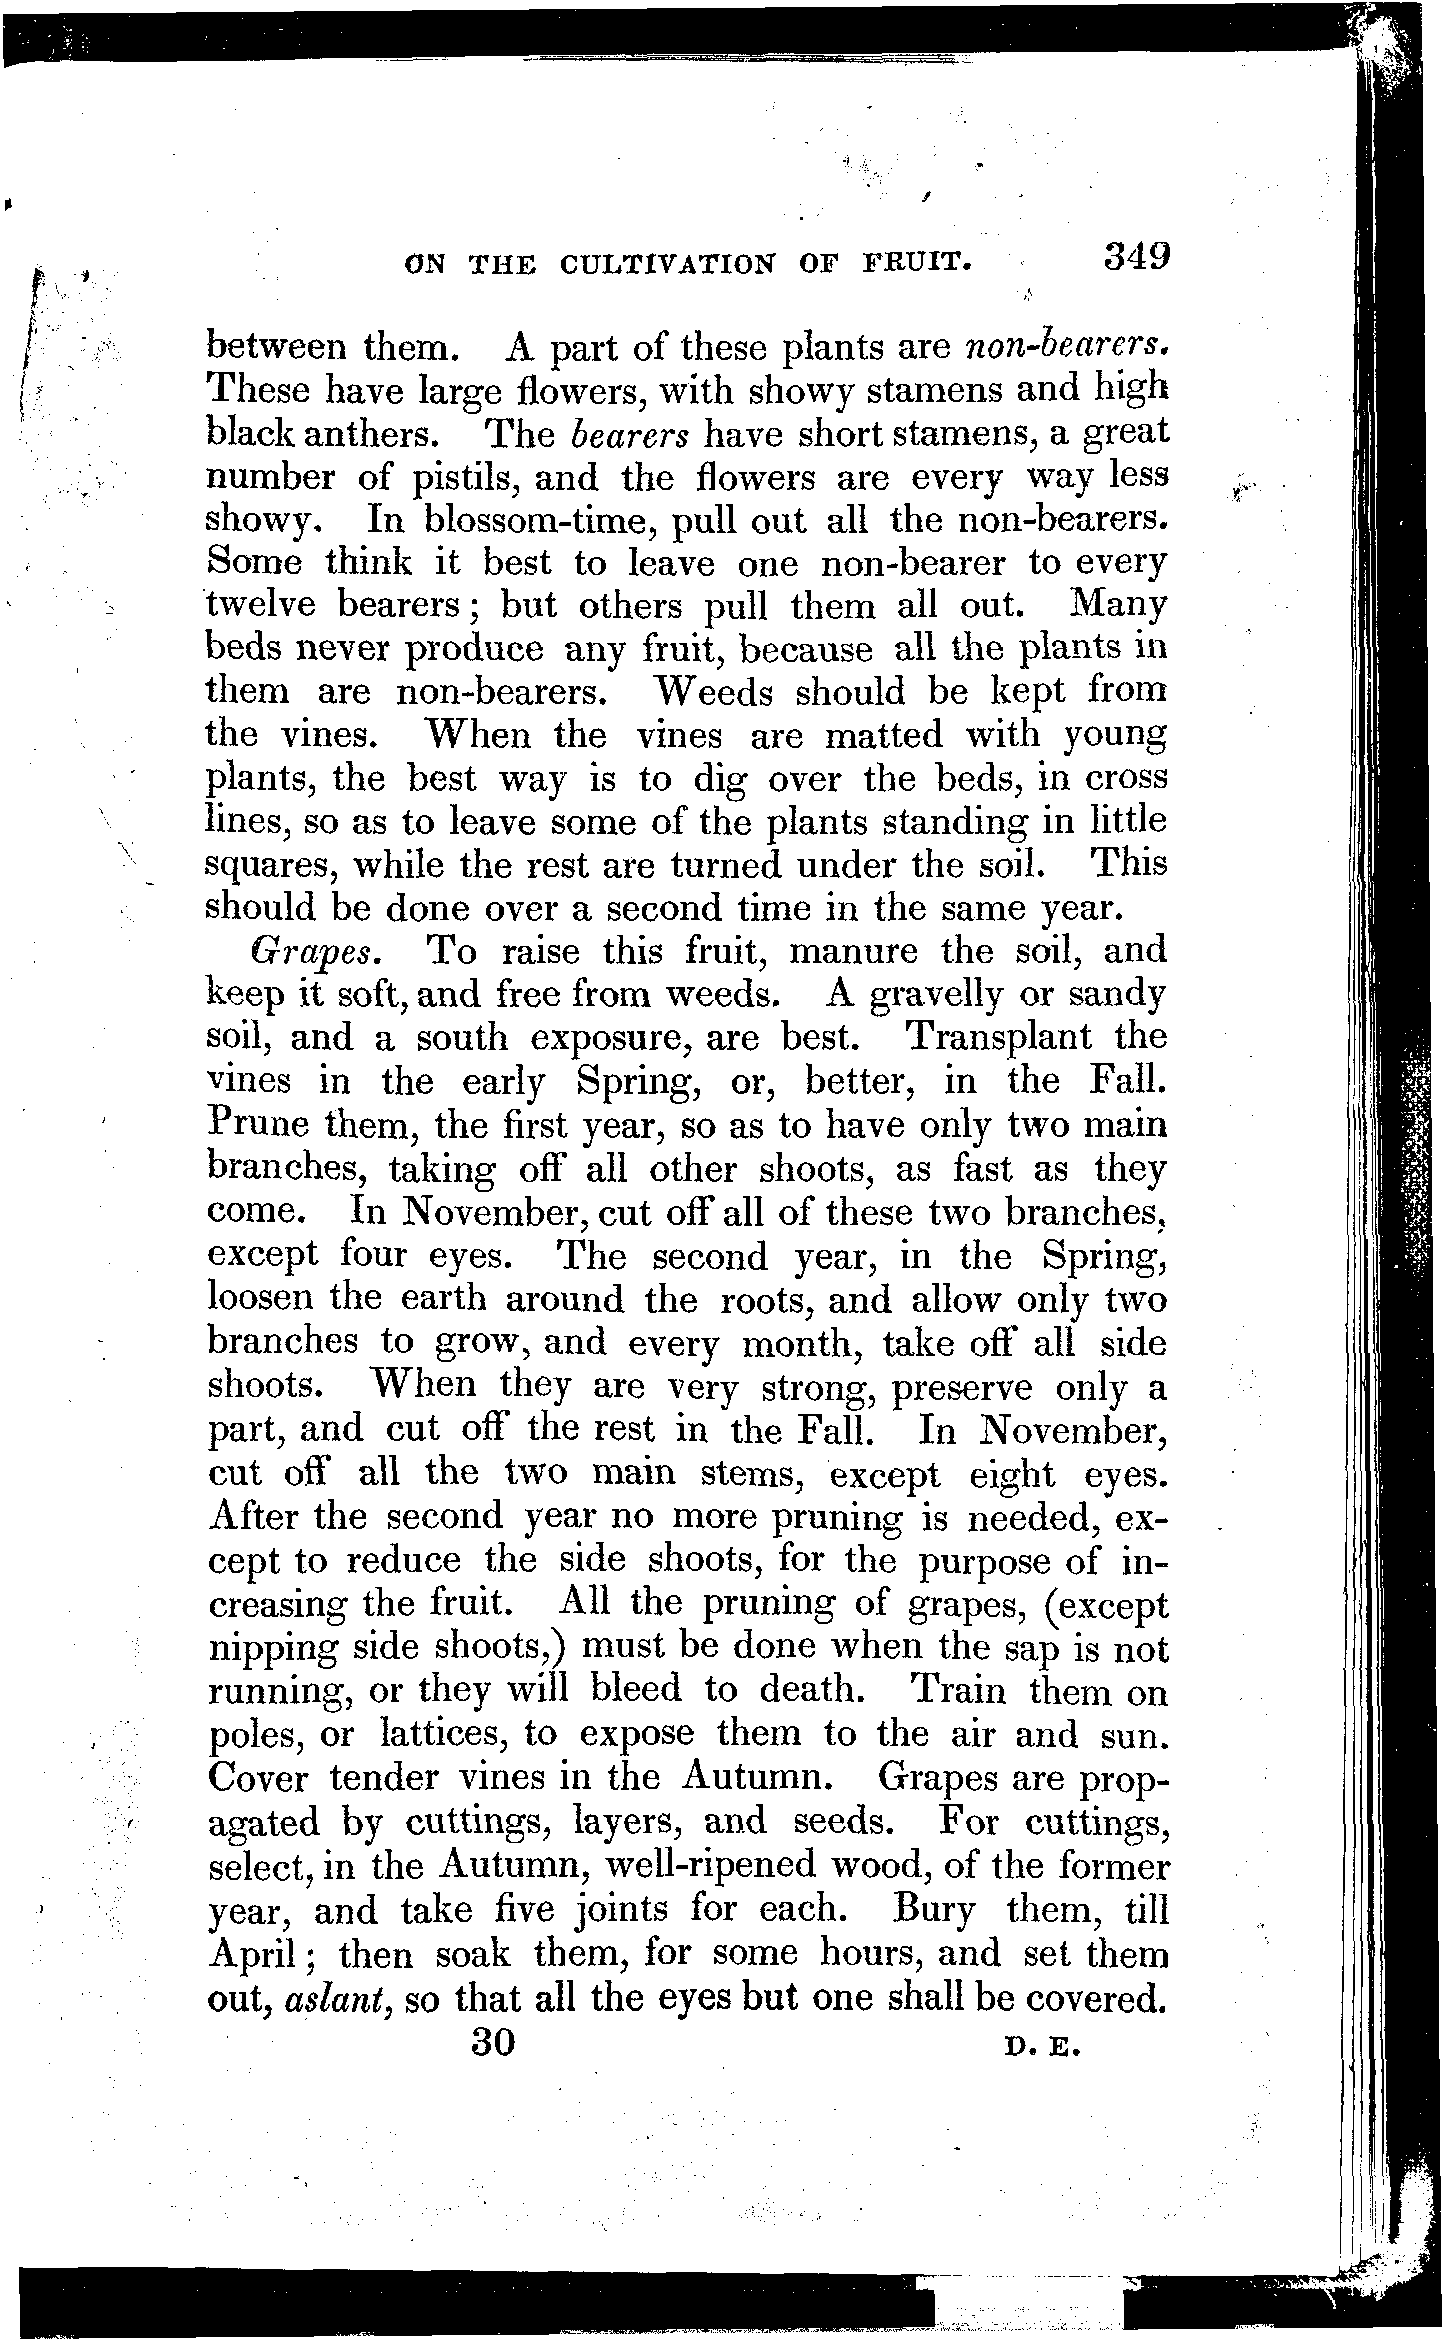 ON THE CULTIVATION OF FRUIT. 349
between them. A part of these plants are non-bearers.
These have large flowers, with showy stamens and high
black anthers. The bearers have short stamens, a great
number of pistils, and the flowers are every way less
showy. In blossom-time, pull out all the non-bearers.
Some think it best to leave one non-bearer to every
twelve bearers; but others pull them all out. Many
beds never produce any fruit, because all the plants in
them are non-bearers. Weeds should be kept from
the vines. When the vines are matted with young
plants, the best way is to dig over the beds, in cross
lines, so as to leave some of the plants standing in little
squares, while the rest are turned under the soil. This
should be done over a second time in the same year.
Grapes. To raise this fruit, manure the soil, and
keep it soft, and free from weeds. A gravelly or sandy
soil, and a south exposure, are best. Transplant the
vines in the early Spring, or, better, in the Fall.
Prune them, the first year, so as to have only two main
branches, taking off all other shoots, as fast as they
come. In November, cut off all of these two branches,
except four eyes. The second year, in the Spring,
loosen the earth around the roots, and allow only two
branches to grow, and every month, take off all side
shoots. When they are very strong, preserve only a
part, and cut off the rest in the Fall. In November,
cut off all the two main stems, except eight eyes.
After the second year no more pruning is needed, ex-
cept to reduce the side shoots, for the purpose of in-
creasing the fruit. All the pruning of grapes, (except
nipping side shoots,) must be done when the sap is not
running, or they will bleed to death. Train them on
poles, or lattices, to expose them to the air and sun.
Cover tender vines in the Autumn. Grapes are prop-
agated by cuttings, layers, and seeds. For cuttings,
select, in the Autumn, well-ripened wood, of the former
year, and take five joints for each. Bury them, till
April; then soak them, for some hours, and set them
out, aslant, so that all the eyes but one shall be covered.
30 D. E.